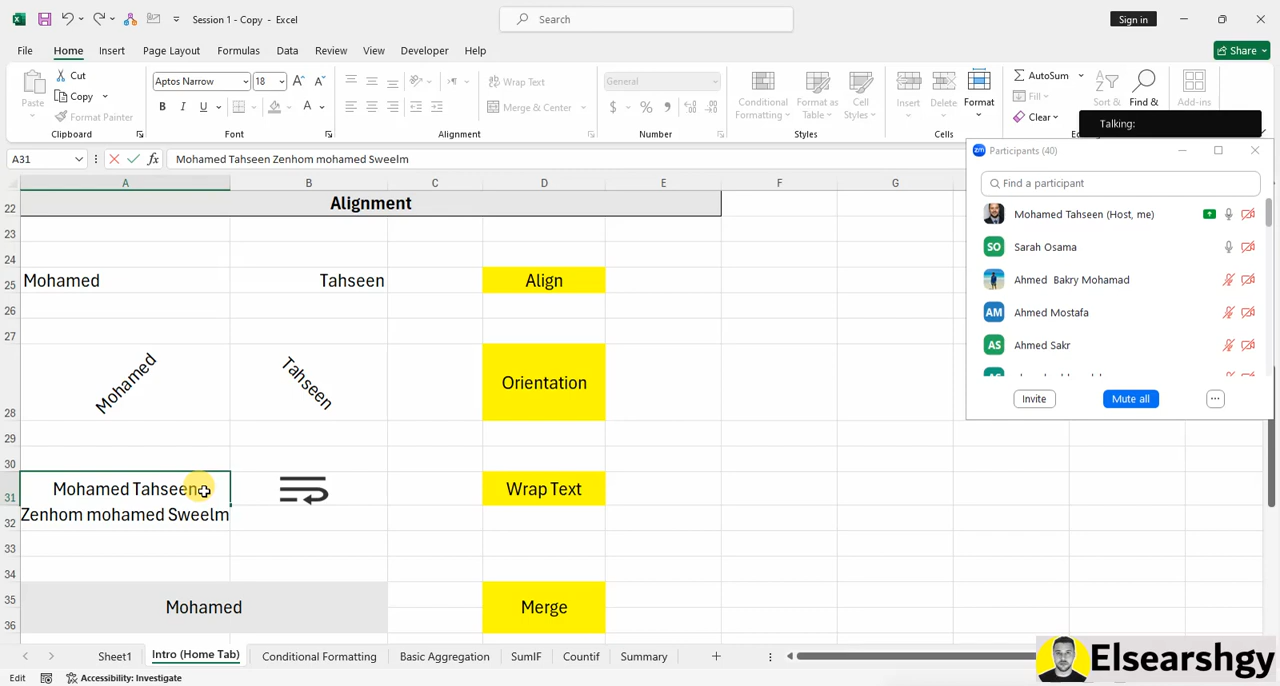 Session 1 - Copy - Excel
Search
Sign in
File
Home
Insert
Page Layout
Formulas
Data
Review
View
Developer
Help
Share
Paste
Cut
Copy
Format Painter
Clipboard
Aptos Narrow
18
B
I
U
Font
Wrap Text
Merge & Center
Alignment
General
$
%
Number
Conditional
Formatting
Format as
Table
Cell
Styles
Styles
Insert
Delete
Format
Cells
AutoSum
Fill
Clear
Sort &
Find &
Add-ins
Talking:
A31
fx
Mohamed Tahseen Zenhom mohamed Sweelm
A
B
C
D
E
F
G
22
23
24
25
26
27
28
29
30
31
32
33
34
35
36
Alignment
Mohamed
Tahseen
Align
Mohamed
Tahseen
Orientation
Mohamed Tahseen
Zenhom mohamed Sweelm
Wrap Text
Mohamed
Merge
zm
Participants (40)
Find a participant
Mohamed Tahseen (Host, me)
SO
Sarah Osama
Ahmed Bakry Mohamad
AM
Ahmed Mostafa
AS
Ahmed Sakr
Invite
Mute all
Sheet1
Intro (Home Tab)
Conditional Formating
Basic Aggregation
SumIF
Countif
Summary
Edit
Accessibility: Investigate
Elsearshgy